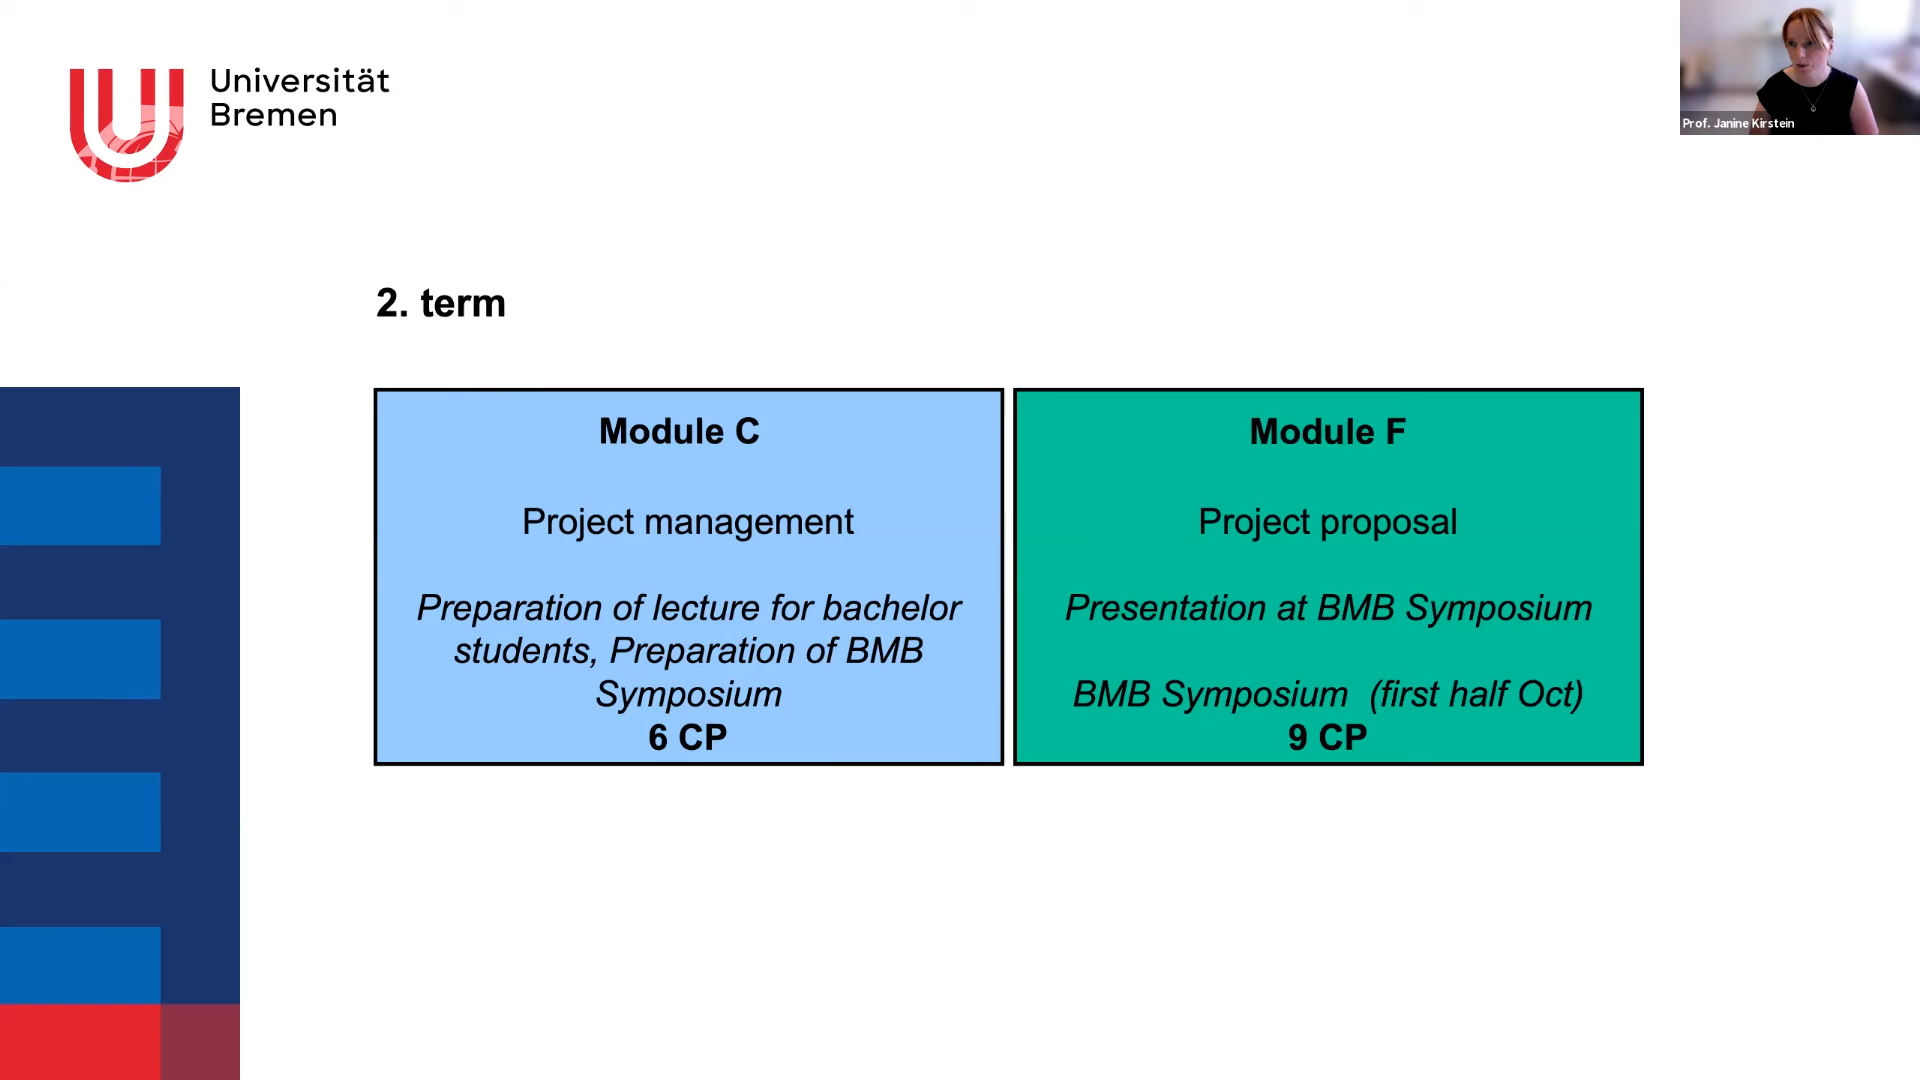 Universität
Bremen
Prof. Janine Kirstein
2. term
Module C
Project management
Preparation of lecture for bachelor
students, Preparation of BMB
Symposium
6 CP
Module F
Project proposal
Presentation at BMB Symposium
BMB Symposium (first half Oct)
9 CP